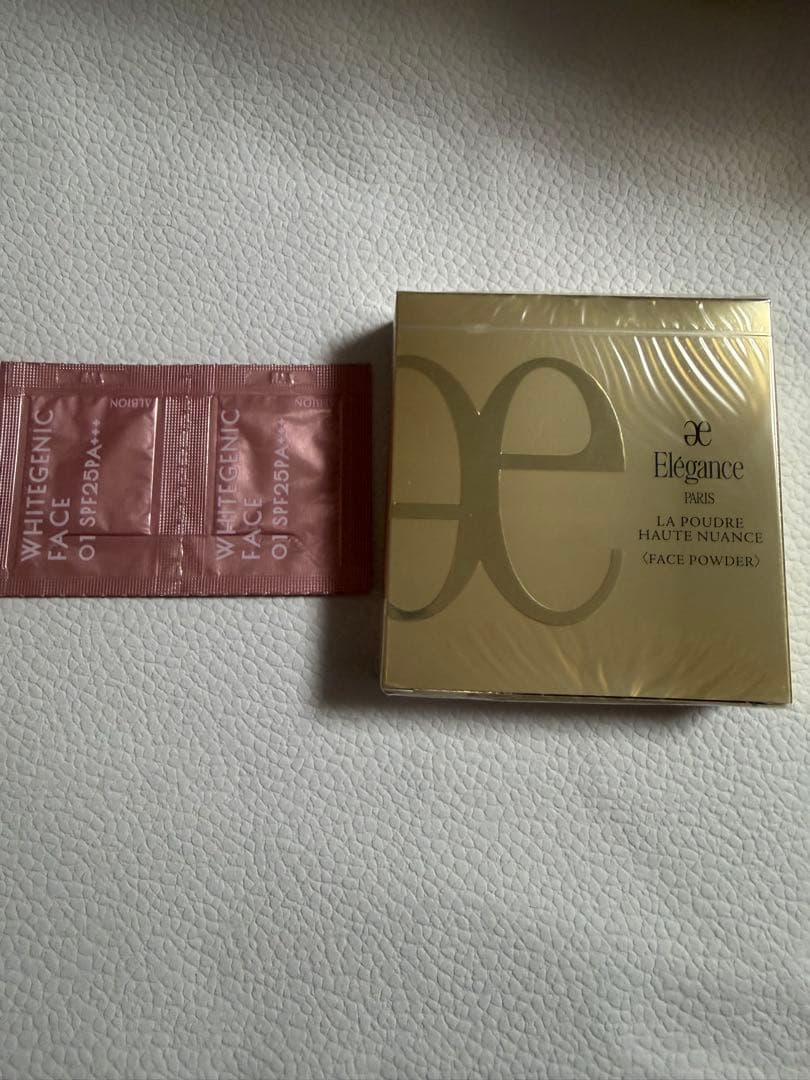 ALBION
WHITEGENIC
FACE
01 SPF25PA+++
ALBION
WHITEGENIC
FACE
01 SPF25PA+++
æ
æ
Elégance
PARIS
LA POUDRE
HAUTE NUANCE
〈FACE POWDER〉